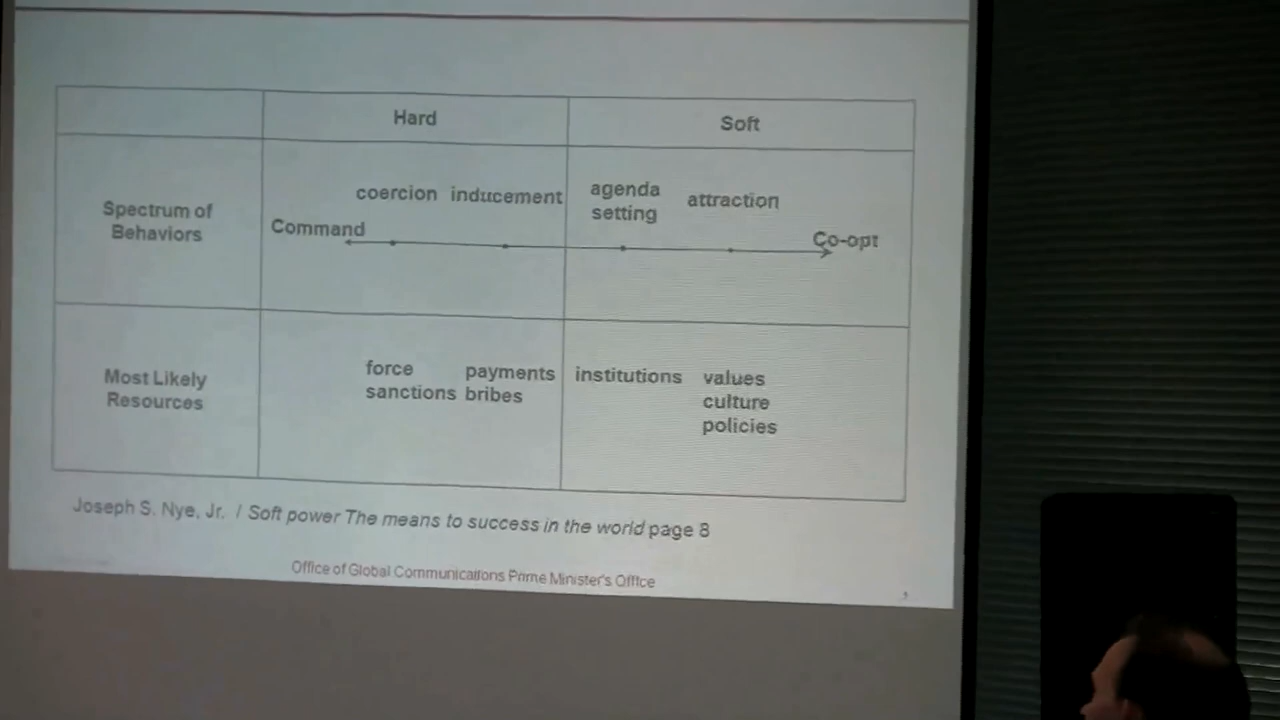 Hard
Soft
Spectrum of
Behaviors
coercion inducement
agenda
setting
attraction
Command
Co-opt
Most Likely
Resources
force
sanctions
payments
bribes
institutions
values
culture
policies
Joseph S. Nye, Jr. / Soft power The means to success in the world page 8
Office of Global Communications Prime Minister's Office